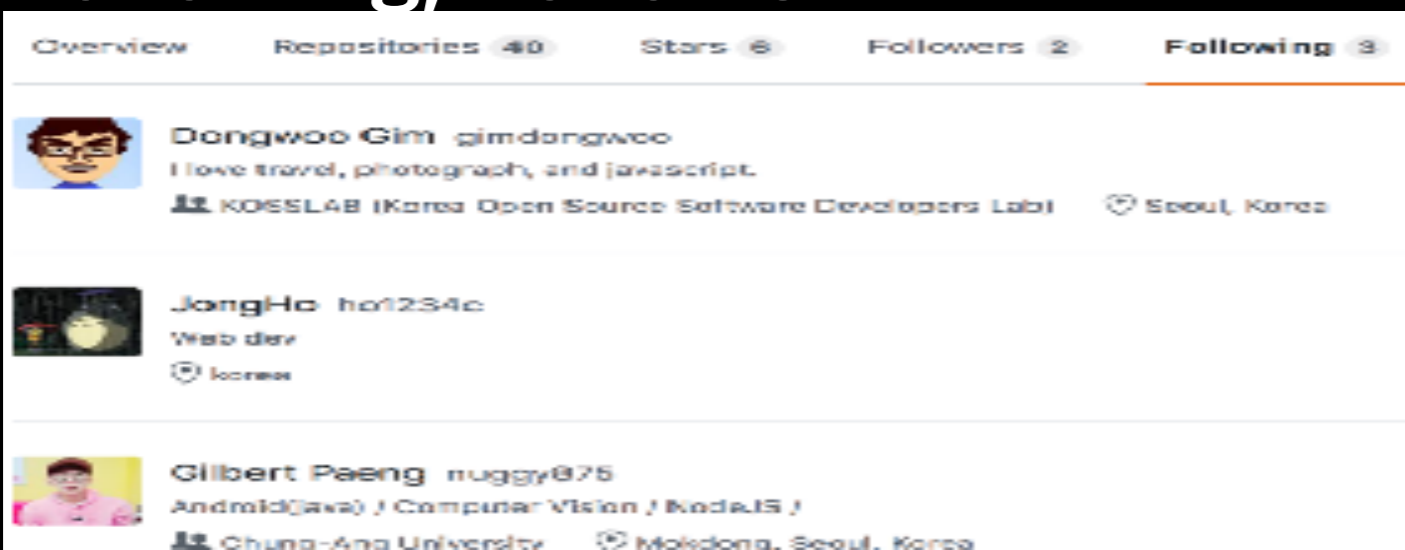 Overview Repositories 40 Stars 6 Followers 2 Following 3
Dongwoo Gim gimdongwoo
I love travel, photograph, and javascript.
KOSSLAB (Korea Open Source Software Developers Lab) Seoul, Korea
JongHo ho1234c
Web dev
korea
Gilbert Paeng nuggy875
Android(java) / Computer Vision / NodeJS /
Chung-Ang University Mokdong, Seoul, Korea